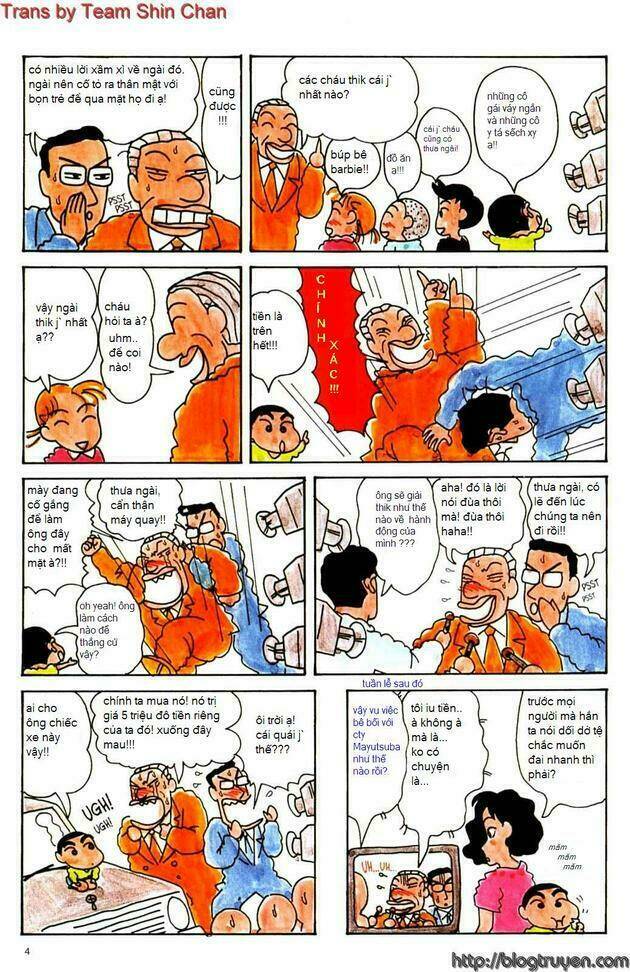 Trans by Team Shin Chan
có nhiều lời xầm xì về ngài đó.
ngài nên cố tỏ ra thân mật với
bọn trẻ để qua mặt họ đi ạ!
cũng
được
!!!
PSST
PSST
các cháu thik cái j`
nhất nào?
búp bê
barbie!!
đồ ăn
ạ!!!
cái j` cháu
cũng có
thưa ngài!
những cô
gái váy ngắn
và những cô
y tá sếch xy
ạ!!
vậy ngài
thik j` nhất
ạ??
cháu
hỏi ta à?
uhm..
để coi
nào!
tiền là
trên
hết!!!
CHÍNH
XÁC!!!
mày đang
cố gắng
để làm
ông đây
cho mất
mặt à?!!
thưa ngài,
cẩn thận
máy quay!!
oh yeah! ông
làm cách
nào để
thắng cử
vậy?
ông sẽ giải
thik như thế
nào về hành
động của
mình ???
aha! đó là lời
nói đùa thôi
mà! đùa thôi
haha!!
thưa ngài, có
lẽ đến lúc
chúng ta nên
đi rồi!!
PSST
PSST
ai cho
ông chiếc
xe này
vậy!!
chính ta mua nó! nó trị
giá 5 triệu đô tiền riêng
của ta đó! xuống đây
mau!!!
ôi trời ạ!
cái quái j`
thế???
UGH!
UGH!
tuần lễ sau đó
vậy vụ việc
bê bối với
cty
Mayutsuba
như thế
nào rồi?
tôi iu tiền..
à không à
mà là...
ko có
chuyện
là...
trước mọi
người mà hắn
ta nói dối dở tệ
chắc muốn
đai nhanh thì
phải?
măm
măm
măm
UH...UH..
4
http://blogtruyen.com